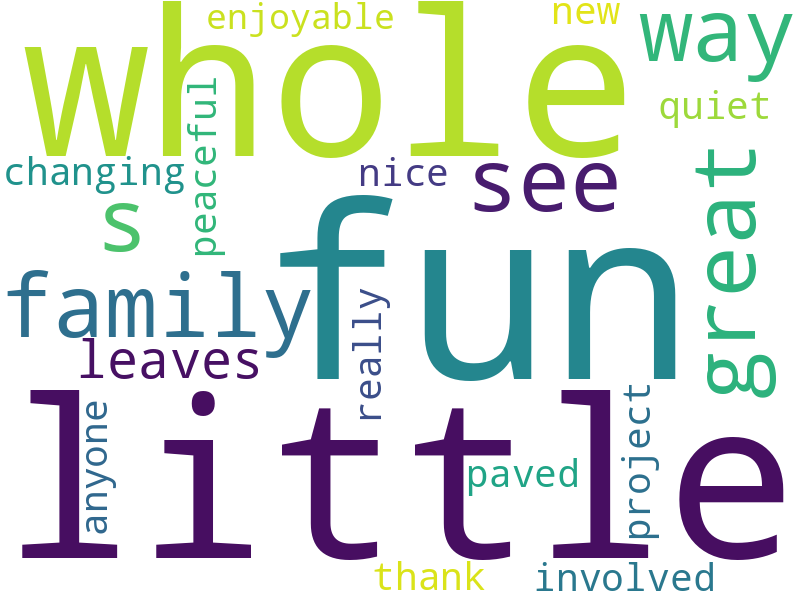 enjoyable
new
way
whole
quiet
peaceful
changing
nice
see
great
s
fun
family
leaves
really
little
anyone
project
paved
thank
involved